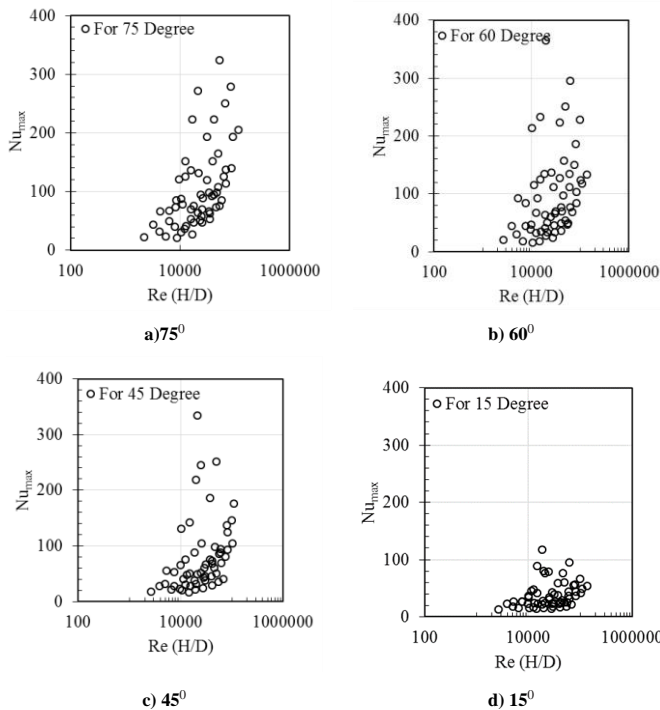 400
For 75 Degree
300
200
100
0
Nu_max
100
10000
1000000
Re (H/D)
a)75⁰
400
For 60 Degree
300
200
100
0
Nu_max
100
10000
1000000
Re (H/D)
b) 60⁰
400
For 45 Degree
300
200
100
0
Nu_max
100
10000
1000000
Re (H/D)
c) 45⁰
400
For 15 Degree
300
200
100
0
Nu_max
100
10000
1000000
Re (H/D)
d) 15⁰